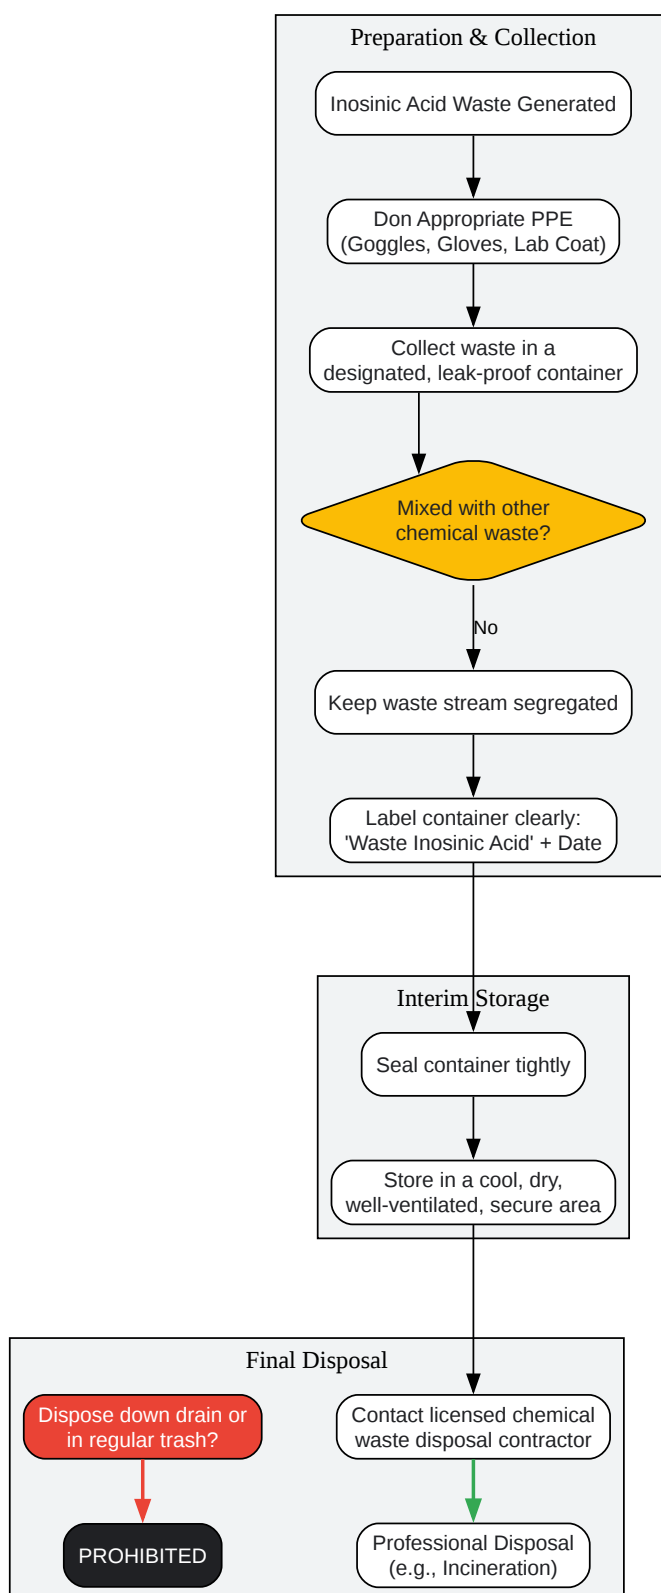 Preparation & Collection
Inosinic Acid Waste Generated
Don Appropriate PPE
(Goggles, Gloves, Lab Coat)
Collect waste in a
designated, leak-proof container
Mixed with other
chemical waste?
No
Keep waste stream segregated
Label container clearly:
'Waste Inosinic Acid' + Date
Interim Storage
Seal container tightly
Store in a cool, dry,
well-ventilated, secure area
Final Disposal
Dispose down drain or
in regular trash?
PROHIBITED
Contact licensed chemical
waste disposal contractor
Professional Disposal
(e.g., Incineration)